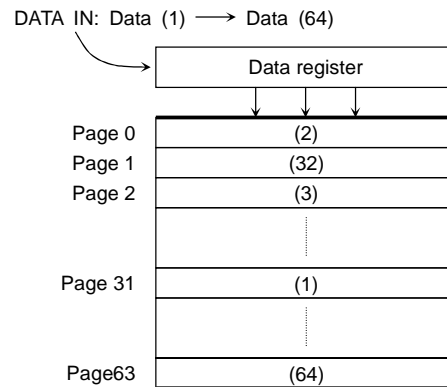 DATA IN: Data (1) ⟶ Data (64)
Data register
Page 0 (2)
Page 1 (32)
Page 2 (3)
Page 31 (1)
Page63 (64)